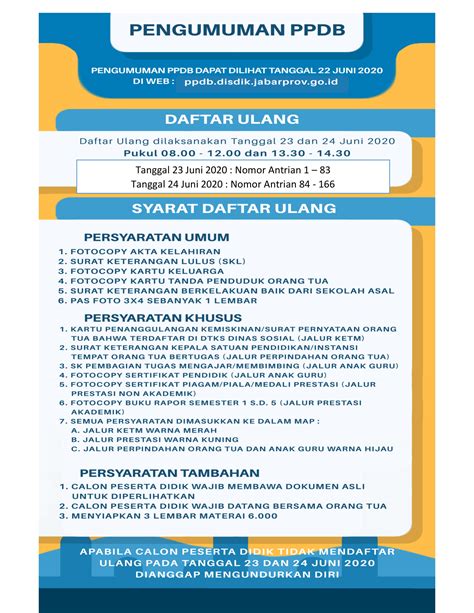 PENGUMUMAN PPDB
PENGUMUMAN PPDB DAPAT DILIHAT TANGGAL 22 JUNI 2020
DI WEB : ppdb.disdik.jabarprov.go.id
DAFTAR ULANG
Daftar Ulang dilaksanakan Tanggal 23 dan 24 Juni 2020
Pukul 08.00 - 12.00 dan 13.30 - 14.30
Tanggal 23 Juni 2020 : Nomor Antrian 1 – 83
Tanggal 24 Juni 2020 : Nomor Antrian 84 - 166
SYARAT DAFTAR ULANG
PERSYARATAN UMUM
1. FOTOCOPY AKTA KELAHIRAN
2. SURAT KETERANGAN LULUS (SKL)
3. FOTOCOPY KARTU KELUARGA
4. FOTOCOPY KARTU TANDA PENDUDUK ORANG TUA
5. SURAT KETERANGAN BERKELAKUAN BAIK DARI SEKOLAH ASAL
6. PAS FOTO 3X4 SEBANYAK 1 LEMBAR
PERSYARATAN KHUSUS
1. KARTU PENANGGULANGAN KEMISKINAN/SURAT PERNYATAAN ORANG
TUA BAHWA TERDAFTAR DI DTKS DINAS SOSIAL (JALUR KETM)
2. SURAT KETERANGAN KEPALA SATUAN PENDIDIKAN/INSTANSI
TEMPAT ORANG TUA BERTUGAS (JALUR PERPINDAHAN ORANG TUA)
3. SK PEMBAGIAN TUGAS MENGAJAR/MEMBIMBING (JALUR ANAK GURU)
4. FOTOCOPY SERTIFIKAT PENDIDIK (JALUR ANAK GURU)
5. FOTOCOPY SERTIFIKAT PIAGAM/PIALA/MEDALI PRESTASI (JALUR
PRESTASI NON AKADEMIK)
6. FOTOCOPY BUKU RAPOR SEMESTER 1 S.D. 5 (JALUR PRESTASI
AKADEMIK)
7. SEMUA PERSYARATAN DIMASUKKAN KE DALAM MAP :
A. JALUR KETM WARNA MERAH
B. JALUR PRESTASI WARNA KUNING
C. JALUR PERPINDAHAN ORANG TUA DAN ANAK GURU WARNA HIJAU
PERSYARATAN TAMBAHAN
1. CALON PESERTA DIDIK WAJIB MEMBAWA DOKUMEN ASLI
UNTUK DIPERLIHATKAN
2. CALON PESERTA DIDIK WAJIB DATANG BERSAMA ORANG TUA
3. MENYIAPKAN 3 LEMBAR MATERAI 6.000
APABILA CALON PESERTA DIDIK TIDAK MENDAFTAR
ULANG PADA TANGGAL 23 DAN 24 JUNI 2020
DIANGGAP MENGUNDURKAN DIRI